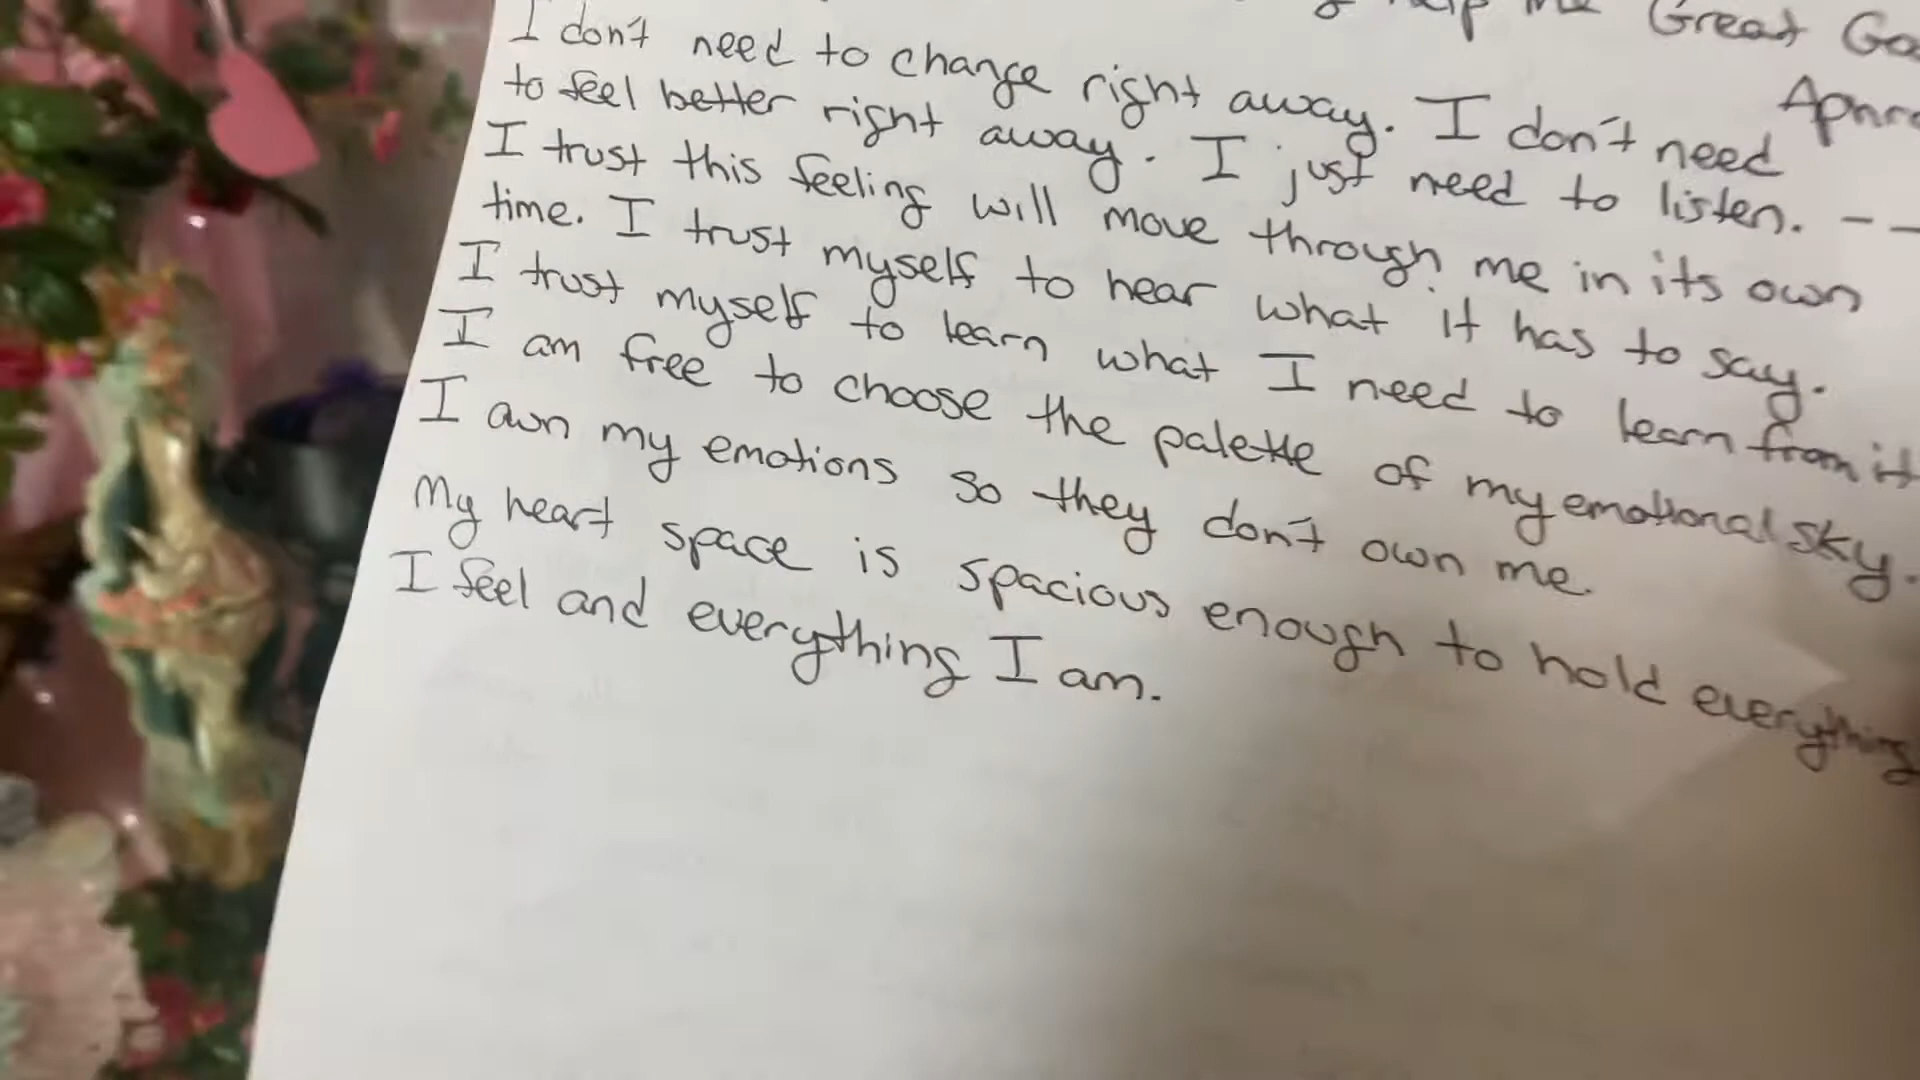 help me Great
I don't need to change right away. I don't need
to feel better right away. I just need to listen. - -
I trust this feeling will move through me in its own
time. I trust myself to hear what it has to say.
I trust myself to learn what I need to learn from it
I am free to choose the palette of my emotional sky.
I own my emotions so they don't own me.
My heart space is spacious enough to hold everything
I feel and everything I am.